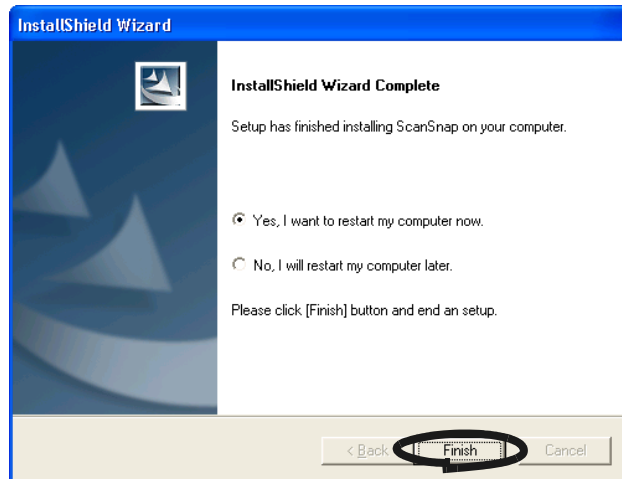 InstallShield Wizard
InstallShield Wizard Complete
Setup has finished installing ScanSnap on your computer.
Yes, I want to restart my computer now.
No, I will restart my computer later.
Please click [Finish] button and end an setup.
< Back Finish Cancel